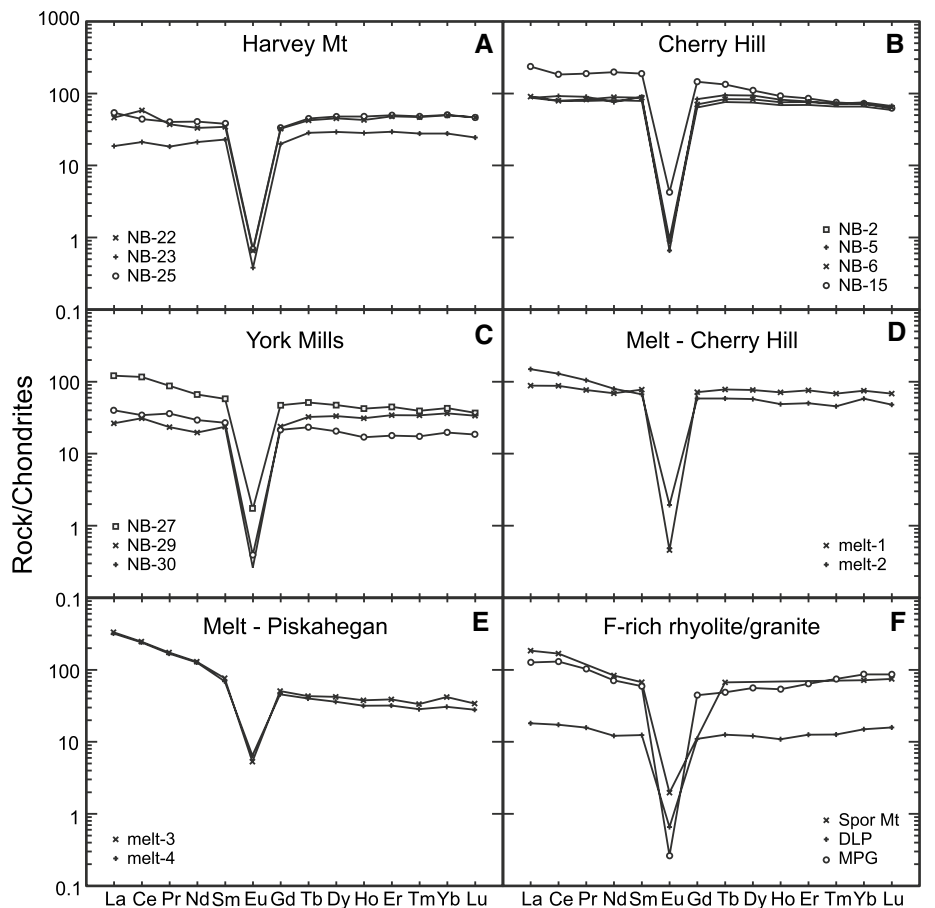 1000
Harvey Mt
A
Cherry Hill
B
100
10
1
NB-22
NB-23
NB-25
NB-2
NB-5
NB-6
NB-15
0.1
York Mills
C
Melt - Cherry Hill
D
100
10
1
Rock/Chondrites
NB-27
NB-29
NB-30
melt-1
melt-2
0.1
Melt - Piskahegan
E
F-rich rhyolite/granite
F
100
10
1
melt-3
melt-4
Spor Mt
DLP
MPG
0.1
La Ce Pr Nd Sm Eu Gd Tb Dy Ho Er Tm Yb Lu
La Ce Pr Nd Sm Eu Gd Tb Dy Ho Er Tm Yb Lu